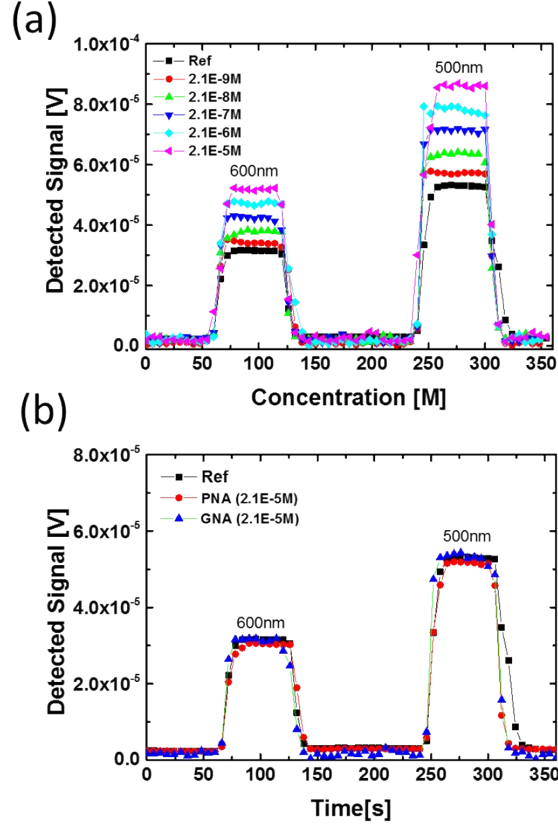 (a)
1.0x10⁻⁴
8.0x10⁻⁵
6.0x10⁻⁵
4.0x10⁻⁵
2.0x10⁻⁵
0.0
Detected Signal [V]
Ref
2.1E-9M
2.1E-8M
2.1E-7M
2.1E-6M
2.1E-5M
600nm
500nm
0 50 100 150 200 250 300 350
Concentration [M]
(b)
8.0x10⁻⁵
6.0x10⁻⁵
4.0x10⁻⁵
2.0x10⁻⁵
0.0
Detected Signal [V]
Ref
PNA (2.1E-5M)
GNA (2.1E-5M)
600nm
500nm
0 50 100 150 200 250 300 350
Time[s]